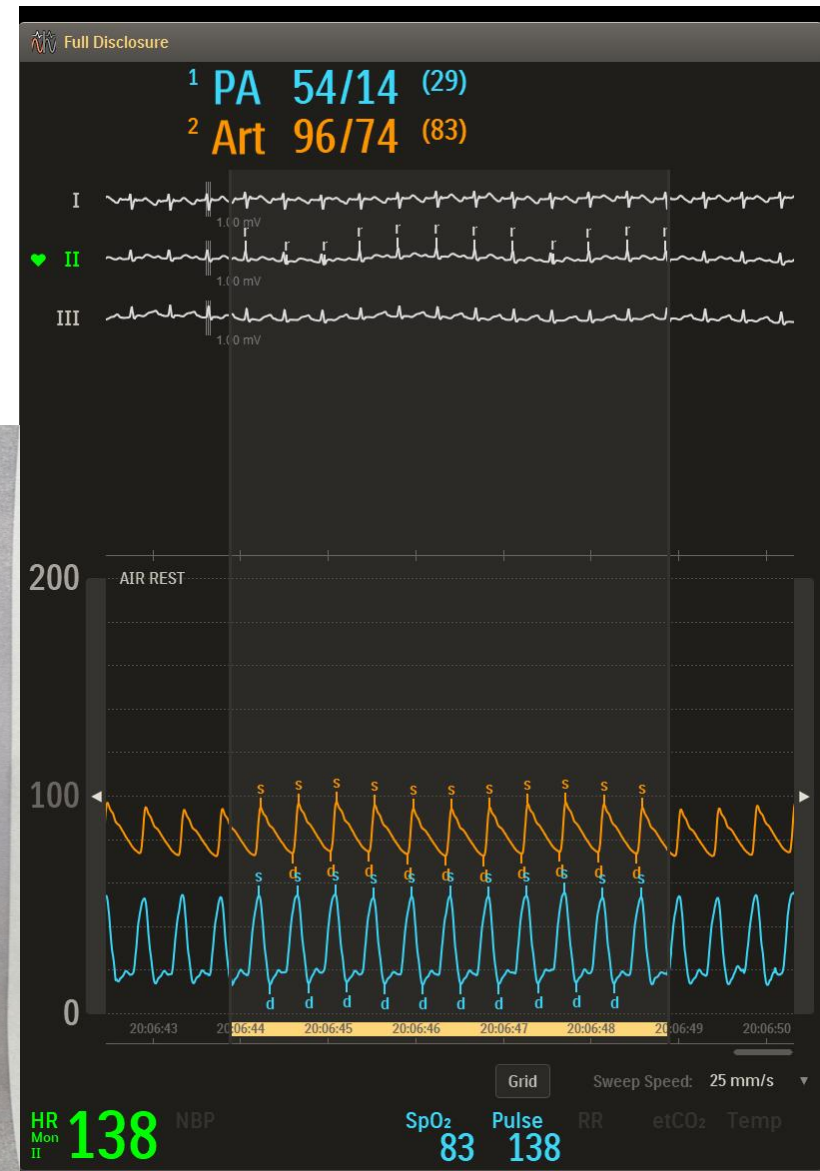 Full Disclosure
1 PA 54/14 (29)
2 Art 96/74 (83)
I
1.00 mV
r r r r r r r r r r r r
II
1.00 mV
III
1.00 mV
200 AIR REST
s s s s s s s s s s s
100
d d d d d d d d d d
s s s s s s s s s s s
d d d d d d d d d d
0
20:06:43 20:06:44 20:06:45 20:06:46 20:06:47 20:06:48 20:06:49 20:06:50
Grid Sweep Speed: 25 mm/s
HR Mon II 138 NBP SpO₂ 83 Pulse 138 RR etCO₂ Temp